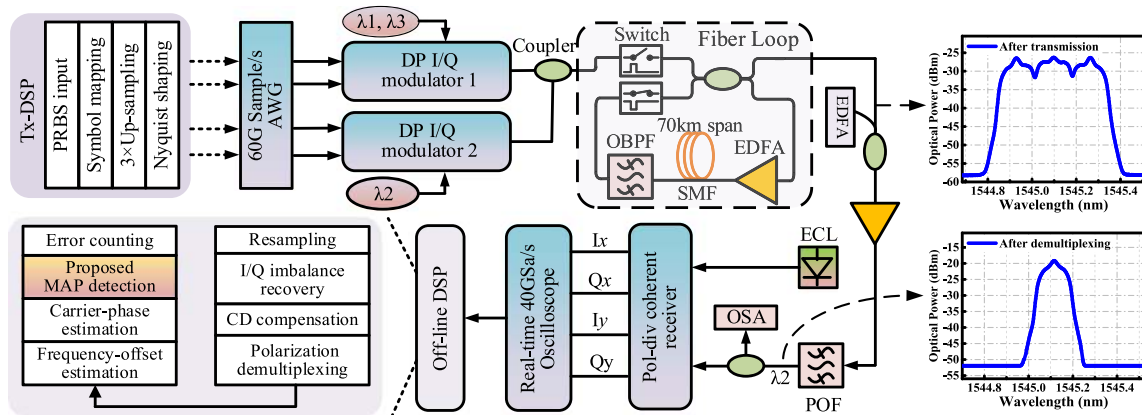 Tx-DSP
PRBS input
Symbol mapping
3×Up-sampling
Nyquist shaping
60G Sample/s
AWG
λ1, λ3
DP I/Q
modulator 1
DP I/Q
modulator 2
λ2
Coupler
Switch
Fiber Loop
70km span
OBPF
SMF
EDFA
EDFA
After transmission
Optical Power (dBm)
-25
-30
-35
-40
-45
-50
-55
-60
1544.8
1545.0
1545.2
1545.4
Wavelength (nm)
Error counting
Proposed
MAP detection
Carrier-phase
estimation
Frequency-offset
estimation
Resampling
I/Q imbalance
recovery
CD compensation
Polarization
demultiplexing
Off-line DSP
Real-time 40GSa/s
Oscilloscope
Ix
Qx
Iy
Qy
Pol-div coherent
receiver
ECL
OSA
λ2
POF
After demultiplexing
Optical Power (dBm)
-15
-20
-25
-30
-35
-40
-45
-50
-55
1544.8
1545.0
1545.2
1545.4
Wavelength (nm)